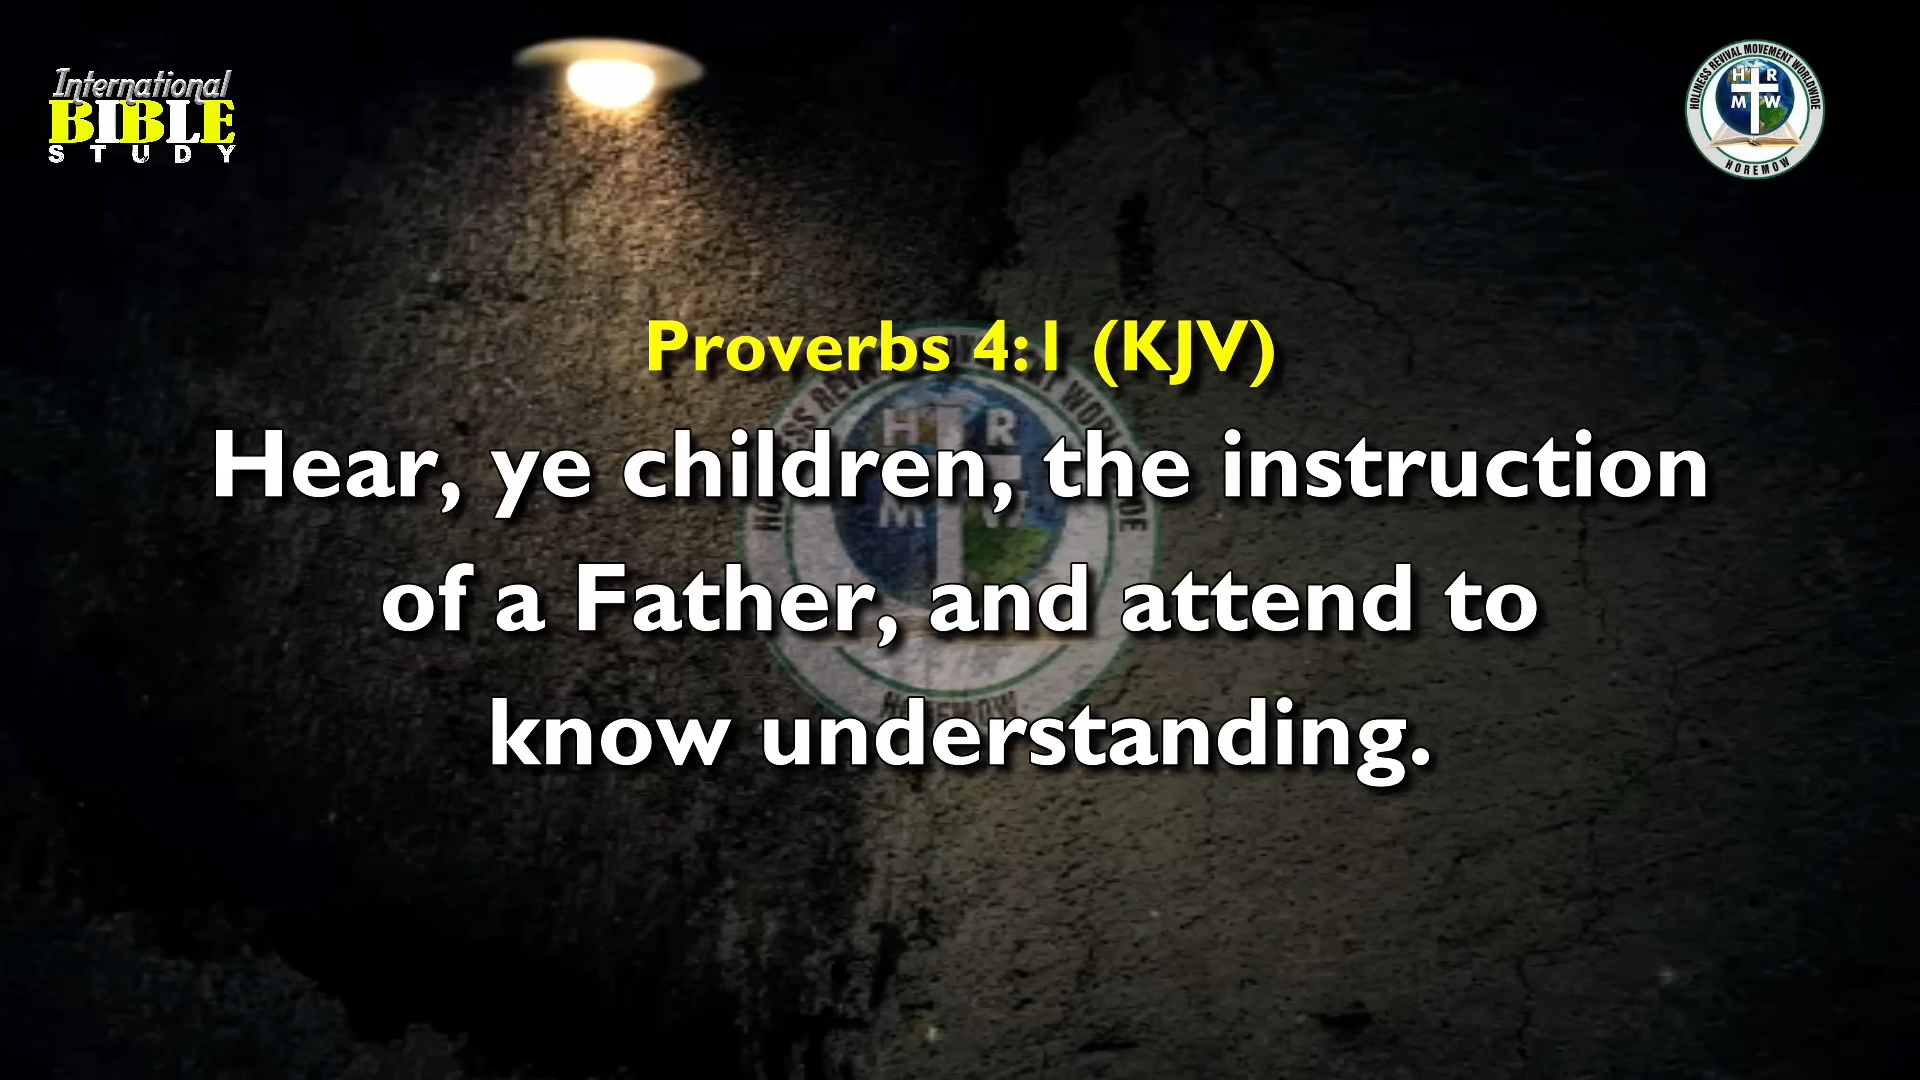 International
BIBLE
STUDY
HOLINESS REVIVAL MOVEMENT WORLDWIDE
H R
M W
HOREMOW
Proverbs 4:1 (KJV)
Hear, ye children, the instruction
of a Father, and attend to
know understanding.
H R
M W
HOREMOW